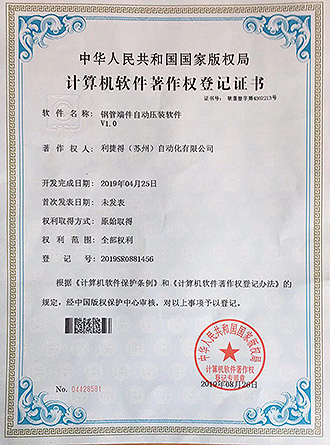 中华人民共和国国家版权局
计算机软件著作权登记证书
证书号： 软著登字第4302213号
软件名称： 钢管端件自动压装软件
V1.0
著作权人： 利捷得（苏州）自动化有限公司
开发完成日期： 2019年04月25日
首次发表日期： 未发表
权利取得方式： 原始取得
权利范围： 全部权利
登记号： 2019SR0881456
根据《计算机软件保护条例》和《计算机软件著作权登记办法》的
规定，经中国版权保护中心审核，对以上事项予以登记。
中华人民共和国国家版权局
计算机软件著作权
登记专用章
No. 04428581
2019年08月26日